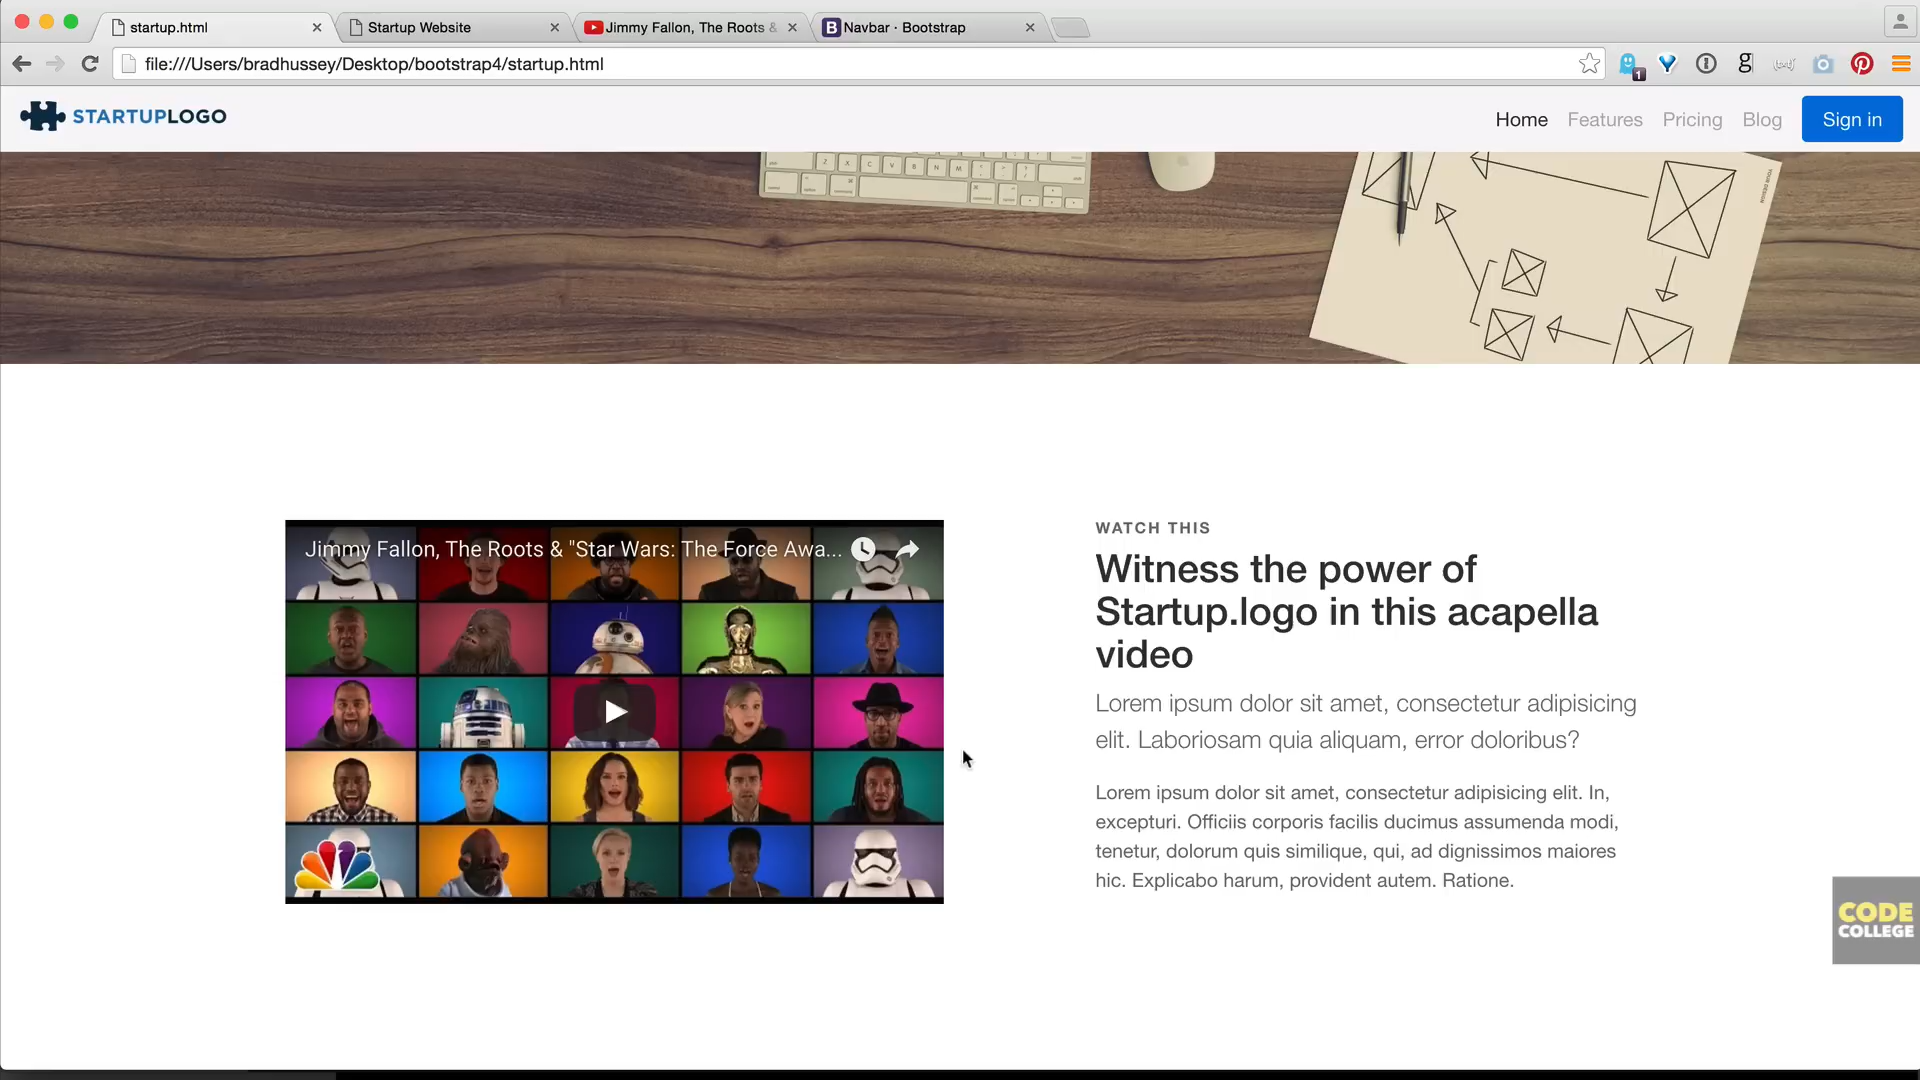 startup.html
Startup Website
Jimmy Fallon, The Roots &
Navbar · Bootstrap
file:///Users/bradhussey/Desktop/bootstrap4/startup.html
1
g
STARTUPLOGO
Home
Features
Pricing
Blog
Sign in
Z X C V B N M
YOUR DESIGN
Jimmy Fallon, The Roots & "Star Wars: The Force Awa...
WATCH THIS
Witness the power of
Startup.logo in this acapella
video
Lorem ipsum dolor sit amet, consectetur adipisicing
elit. Laboriosam quia aliquam, error doloribus?
Lorem ipsum dolor sit amet, consectetur adipisicing elit. In,
excepturi. Officiis corporis facilis ducimus assumenda modi,
tenetur, dolorum quis similique, qui, ad dignissimos maiores
hic. Explicabo harum, provident autem. Ratione.
CODE
COLLEGE